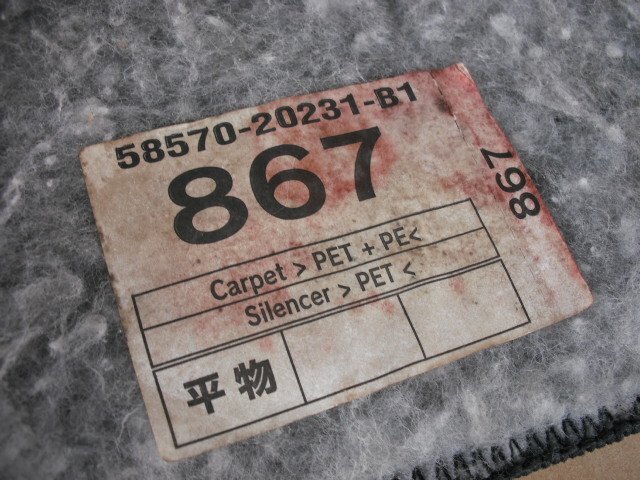 58570-20231-B1
867
867
Carpet > PET + PE<
Silencer > PET <
平物